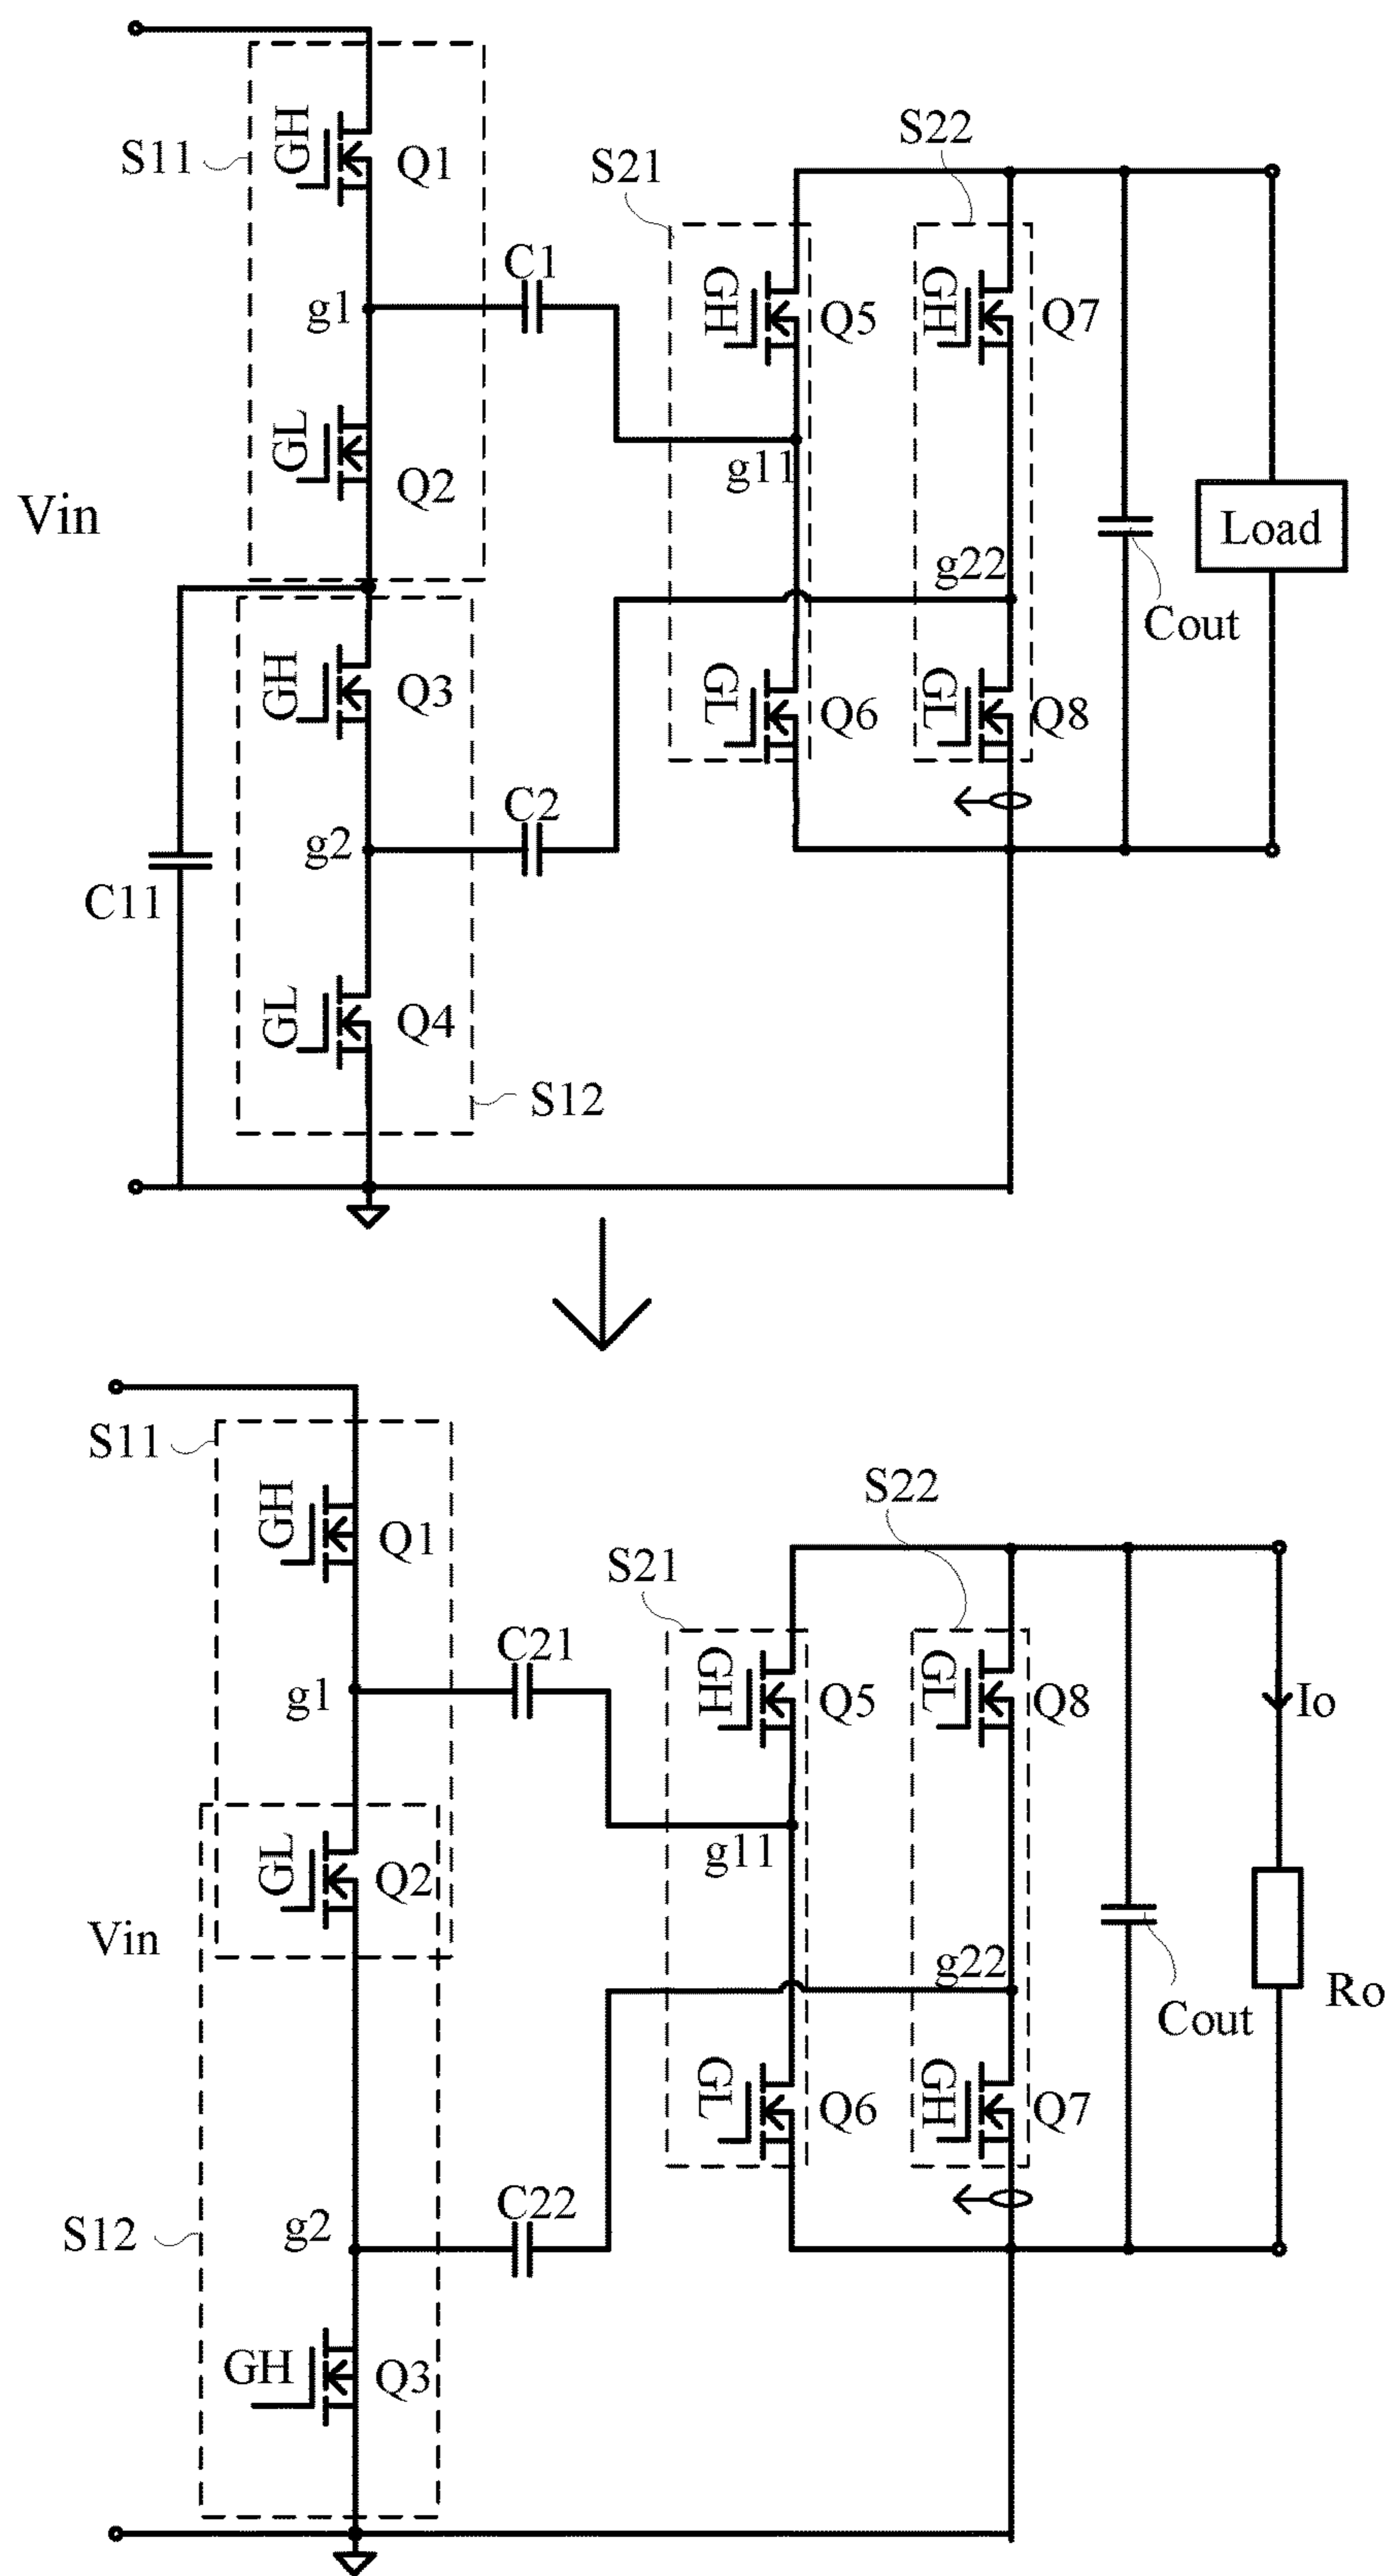 GH
S11
Q1
S22
S21
C1
g1
GH
Q5
GH
Q7
GL
Q2
g11
Vin
Load
g22
Cout
GH
Q3
GL
Q6
GL
Q8
C2
g2
C11
GL
Q4
S12
S11
GH
Q1
S22
S21
C21
g1
GH
Q5
GL
Q8
Io
g11
GL
Q2
Vin
g22
Ro
Cout
GL
Q6
GH
Q7
C22
g2
S12
GH
Q3